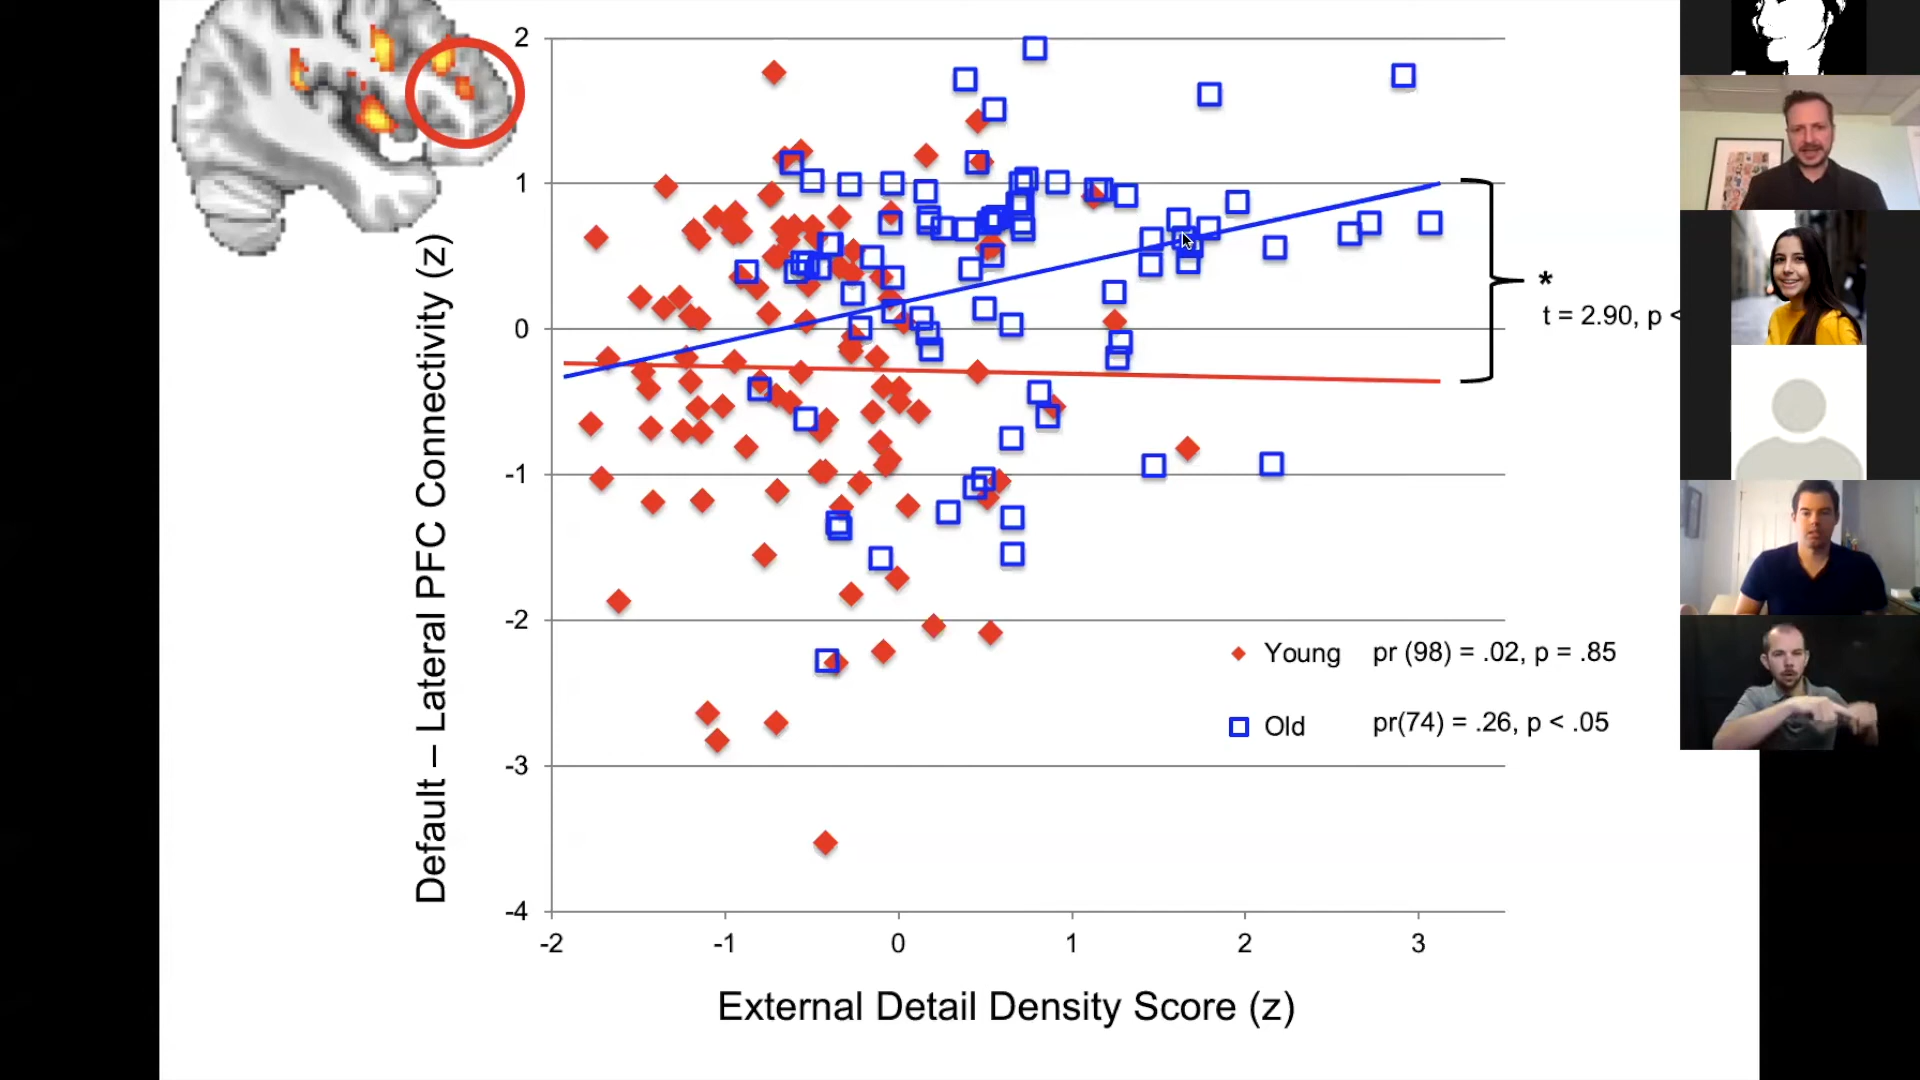 2
1
0
-1
-2
-3
-4
-2 -1 0 1 2 3
Default – Lateral PFC Connectivity (z)
External Detail Density Score (z)
*
t = 2.90, p <
Young pr (98) = .02, p = .85
Old pr(74) = .26, p < .05